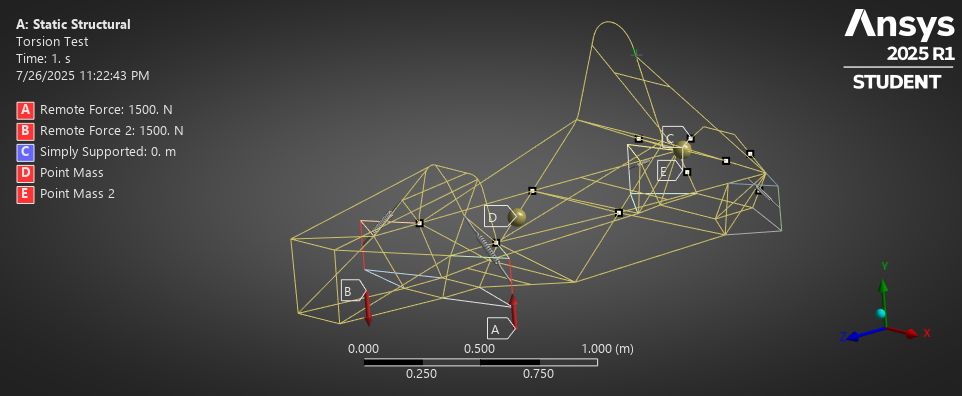 A: Static Structural
Torsion Test
Time: 1. s
7/26/2025 11:22:43 PM
A Remote Force: 1500. N
B Remote Force 2: 1500. N
C Simply Supported: 0. m
D Point Mass
E Point Mass 2
Ansys
2025 R1
STUDENT
C
E
D
B
A
0.000 0.500 1.000 (m)
0.250 0.750
Y
Z
X